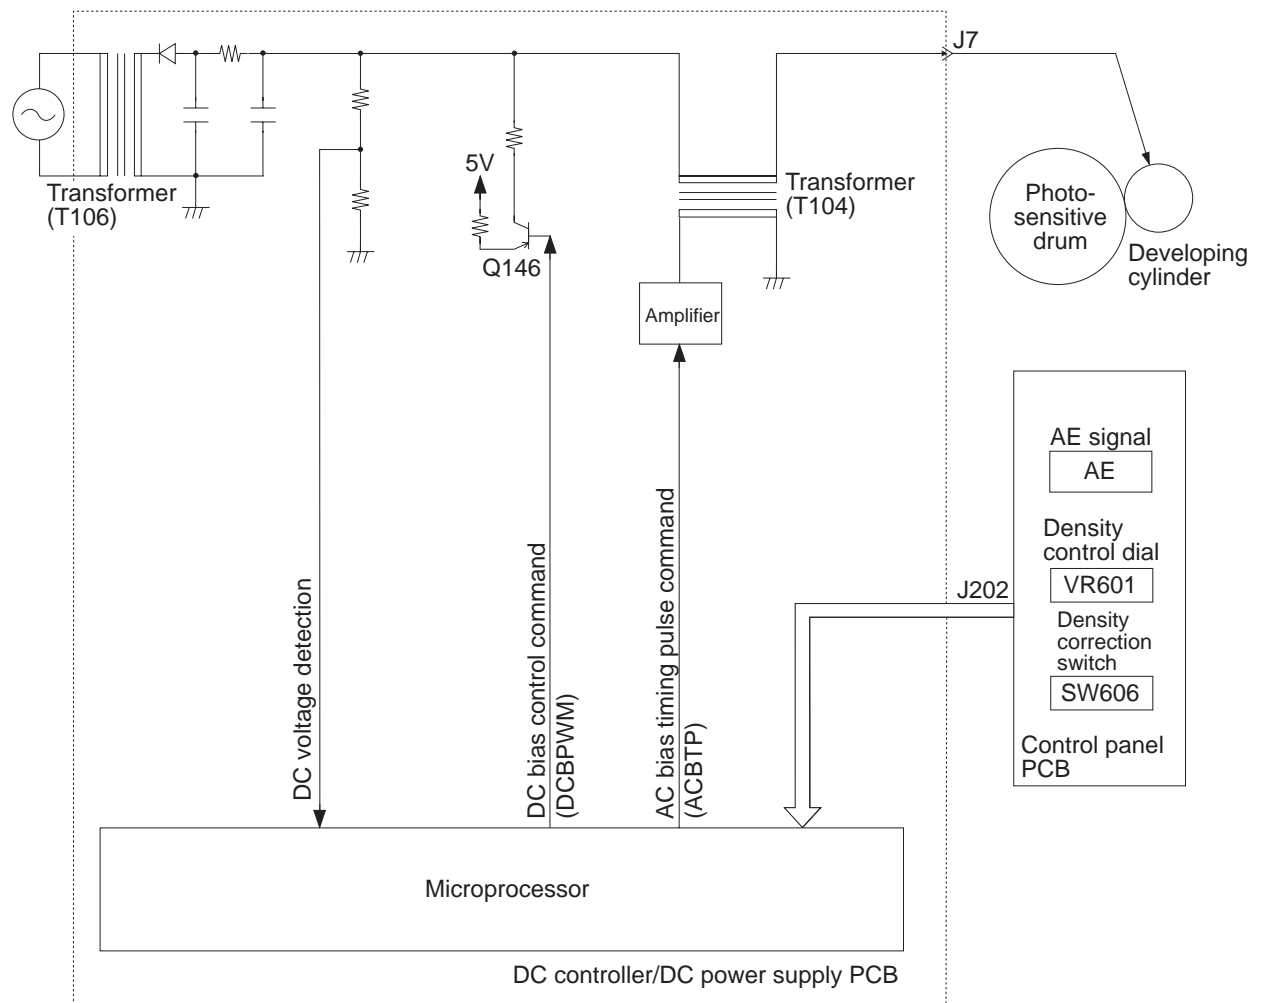 J7
5V
Transformer
(T106)
Transformer
(T104)
Photo-
sensitive
drum
Q146
Developing
cylinder
Amplifier
AE signal
AE
Density
control dial
VR601
J202
Density
correction
switch
SW606
Control panel
PCB
DC voltage detection
DC bias control command
(DCBPWM)
AC bias timing pulse command
(ACBTP)
Microprocessor
DC controller/DC power supply PCB